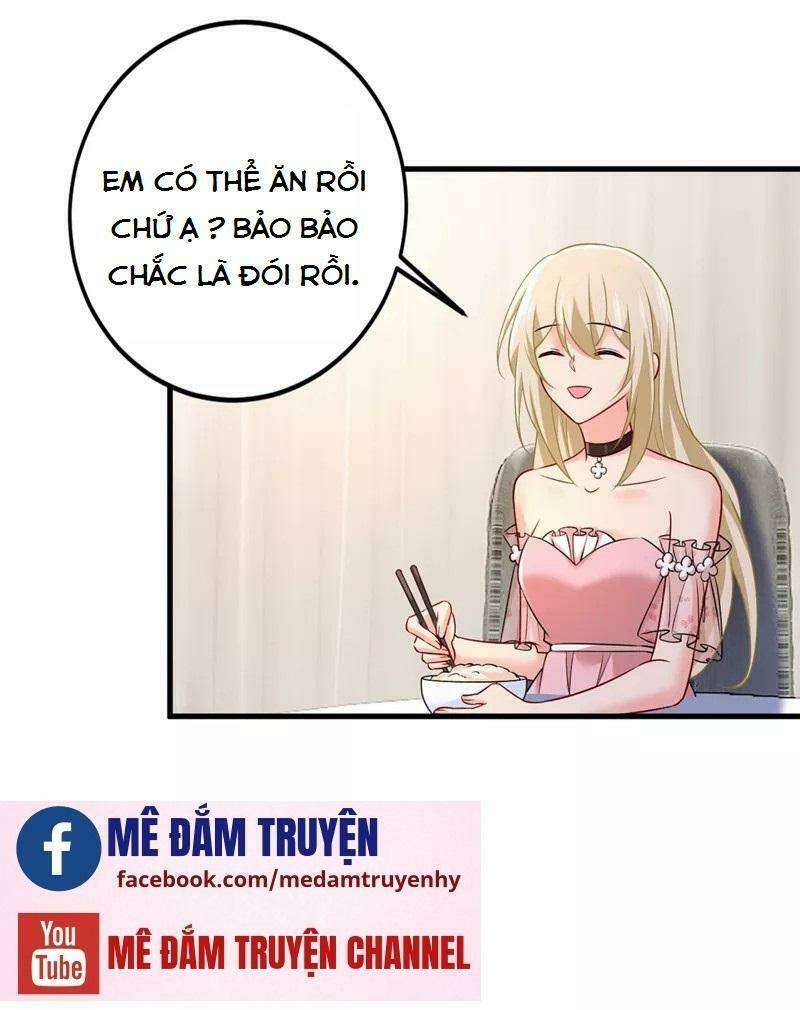 EM CÓ THỂ ĂN RỒI
CHỨ Ạ ? BẢO BẢO
CHẮC LÀ ĐÓI RỒI.
f MÊ ĐẮM TRUYỆN
facebook.com/medamtruyenhy
You
Tube
MÊ ĐẮM TRUYỆN CHANNEL